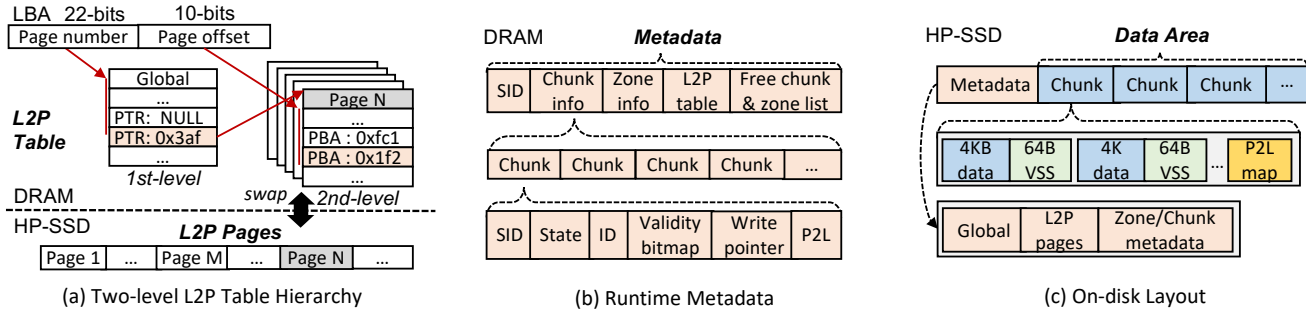 LBA 22-bits 10-bits
Page number Page offset
Global
...
PTR: NULL
PTR: 0x3af
...
1st-level
L2P
Table
Page N
...
PBA : 0xfc1
PBA : 0x1f2
...
2nd-level
swap
DRAM
HP-SSD
L2P Pages
Page 1 ... Page M ... Page N ...
(a) Two-level L2P Table Hierarchy
DRAM Metadata
SID
Chunk
info
Zone
info
L2P
table
Free chunk
& zone list
Chunk Chunk Chunk Chunk ...
SID State ID
Validity
bitmap
Write
pointer
P2L
(b) Runtime Metadata
HP-SSD Data Area
Metadata Chunk Chunk Chunk ...
4KB
data
64B
VSS
4K
data
64B
VSS
...
P2L
map
Global
L2P
pages
Zone/Chunk
metadata
(c) On-disk Layout